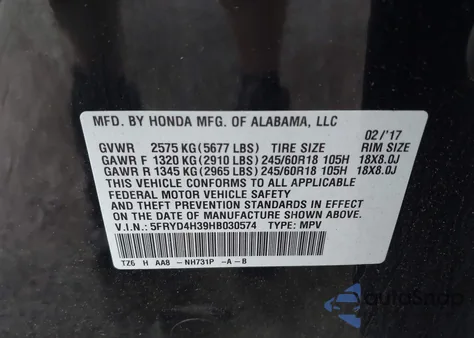 MFD. BY HONDA MFG. OF ALABAMA, LLC
02/'17
GVWR 2575 KG (5677 LBS) TIRE SIZE RIM SIZE
GAWR F 1320 KG (2910 LBS) 245/60R18 105H 18X8.0J
GAWR R 1345 KG (2965 LBS) 245/60R18 105H 18X8.0J
THIS VEHICLE CONFORMS TO ALL APPLICABLE
FEDERAL MOTOR VEHICLE SAFETY
AND THEFT PREVENTION STANDARDS IN EFFECT
ON THE DATE OF MANUFACTURE SHOWN ABOVE.
V.I.N.: 5FRYD4H39HB030574 TYPE: MPV
TZ6 H AA8 -NH731P -A-B
autoSnap